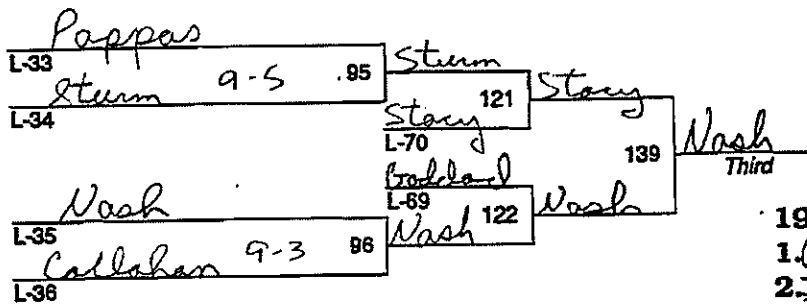 Pappas
L-33
Sturm 9-5 95 Sturm
L-34
121 Stacy
Stacy
L-70
139 Nash
Third
Goddard
L-69
Nash
L-35
122 Nash
Callahan 9-3 96 Nash
L-36
19
1.
2.